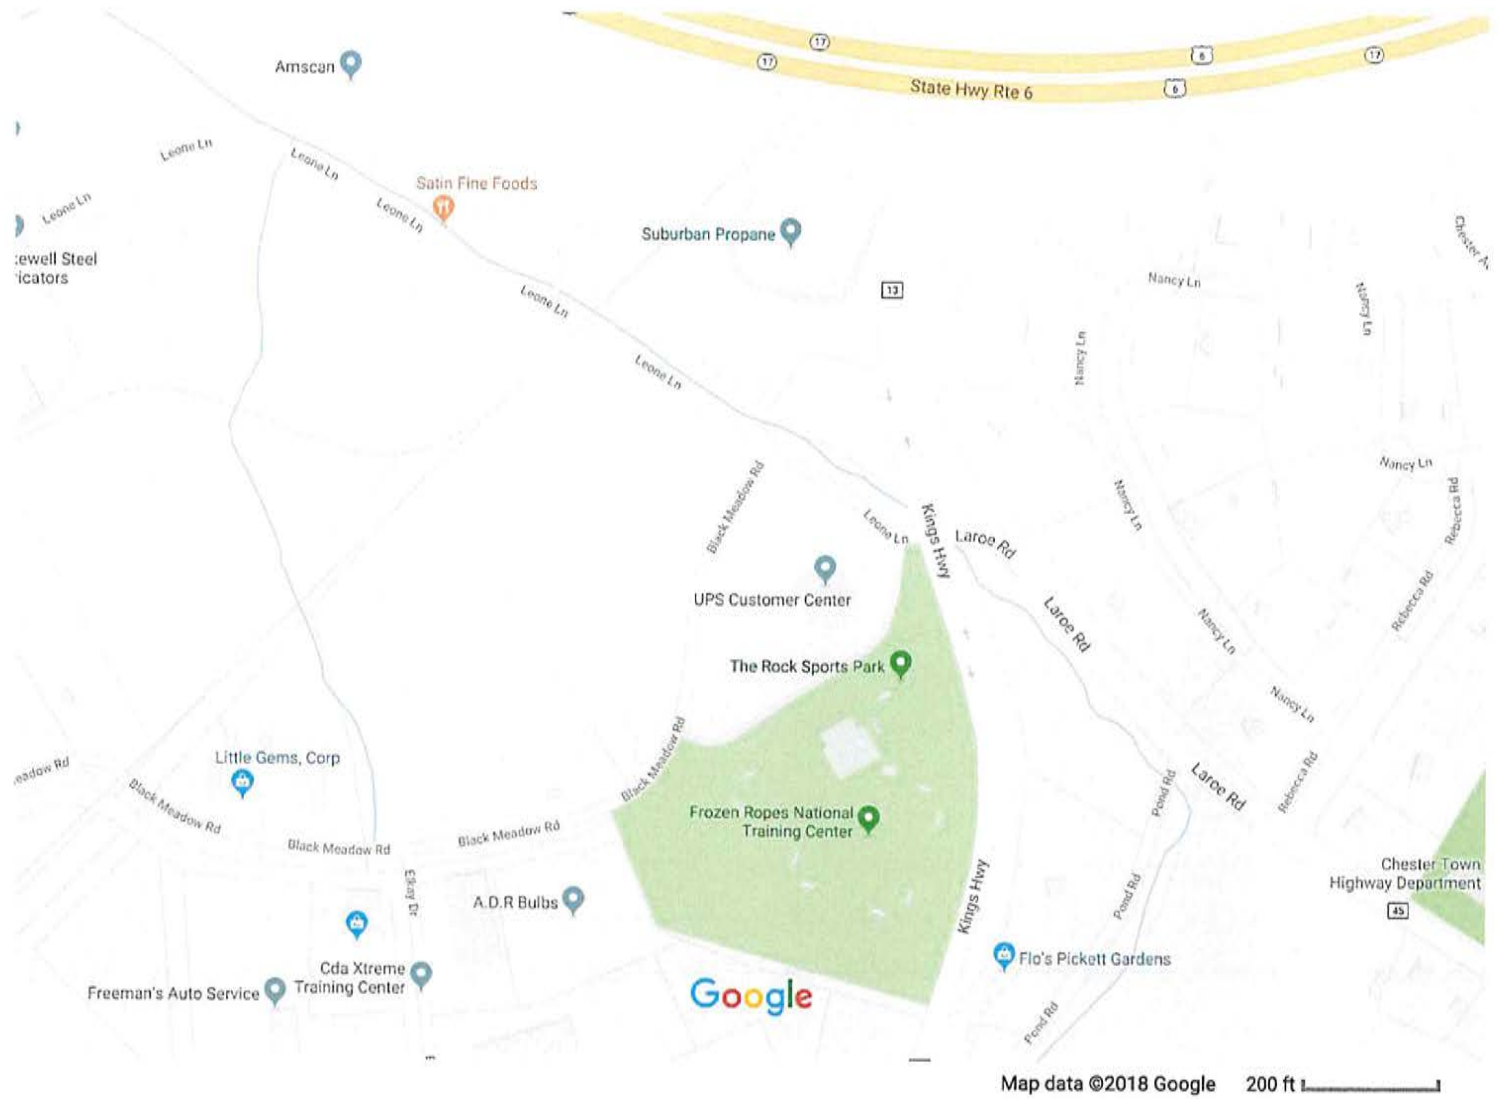 17
6
17
17
Amscan
State Hwy Rte 6
6
Leone Ln
Leone Ln
Satin Fine Foods
Leone Ln
Leone Ln
Suburban Propane
ewell Steel
icators
Nancy Ln
13
Leone Ln
Nancy Ln
Nancy Ln
Leone Ln
Nancy Ln
Black Meadow Rd
Rebecca Rd
Nancy Ln
Leone Ln
Kings Hwy
Laroe Rd
UPS Customer Center
Laroe Rd
Rebecca Rd
Nancy Ln
The Rock Sports Park
Nancy Ln
Black Meadow Rd
Little Gems, Corp
eadow Rd
Black Meadow Rd
Pond Rd
Laroe Rd
Rebecca Rd
Frozen Ropes National
Training Center
Black Meadow Rd
Black Meadow Rd
Chester Town
Highway Department
45
Elkay Dr
A.D.R Bulbs
Kings Hwy
Pond Rd
Flo's Pickett Gardens
Cda Xtreme
Training Center
Freeman's Auto Service
Google
Pond Rd
Map data ©2018 Google
200 ft